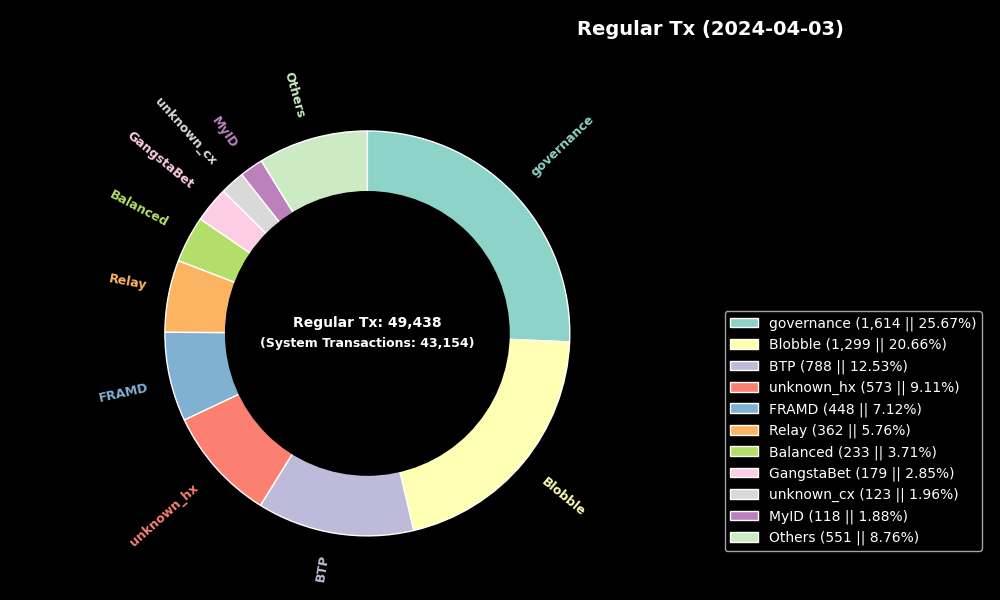 Regular Tx (2024-04-03)
Others
governance
unknown_cx
MyID
GangstaBet
Balanced
Relay
FRAMD
unknown_hx
BTP
Blobble
Regular Tx: 49,438
(System Transactions: 43,154)
governance (1,614 || 25.67%)
Blobble (1,299 || 20.66%)
BTP (788 || 12.53%)
unknown_hx (573 || 9.11%)
FRAMD (448 || 7.12%)
Relay (362 || 5.76%)
Balanced (233 || 3.71%)
GangstaBet (179 || 2.85%)
unknown_cx (123 || 1.96%)
MyID (118 || 1.88%)
Others (551 || 8.76%)